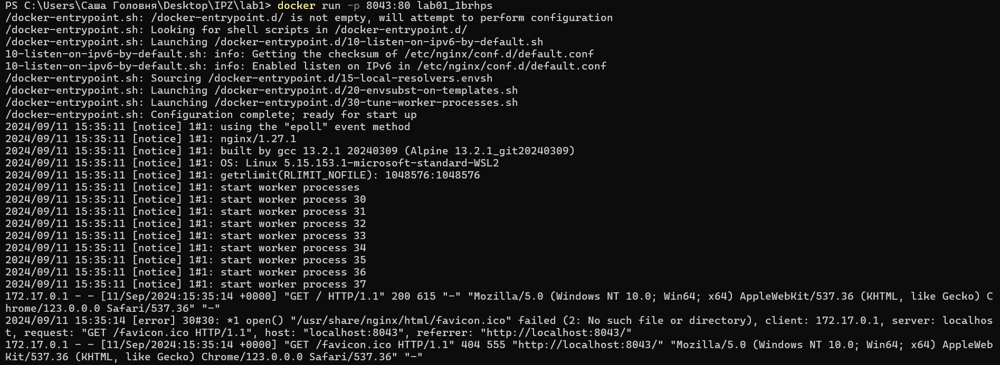 PS C:\Users\Саша Головня\Desktop\IPZ\lab1> docker run -p 8043:80 lab01_1brhps
/docker-entrypoint.sh: /docker-entrypoint.d/ is not empty, will attempt to perform configuration
/docker-entrypoint.sh: Looking for shell scripts in /docker-entrypoint.d/
/docker-entrypoint.sh: Launching /docker-entrypoint.d/10-listen-on-ipv6-by-default.sh
10-listen-on-ipv6-by-default.sh: info: Getting the checksum of /etc/nginx/conf.d/default.conf
10-listen-on-ipv6-by-default.sh: info: Enabled listen on IPv6 in /etc/nginx/conf.d/default.conf
/docker-entrypoint.sh: Sourcing /docker-entrypoint.d/15-local-resolvers.envsh
/docker-entrypoint.sh: Launching /docker-entrypoint.d/20-envsubst-on-templates.sh
/docker-entrypoint.sh: Launching /docker-entrypoint.d/30-tune-worker-processes.sh
/docker-entrypoint.sh: Configuration complete; ready for start up
2024/09/11 15:35:11 [notice] 1#1: using the "epoll" event method
2024/09/11 15:35:11 [notice] 1#1: nginx/1.27.1
2024/09/11 15:35:11 [notice] 1#1: built by gcc 13.2.1 20240309 (Alpine 13.2.1_git20240309)
2024/09/11 15:35:11 [notice] 1#1: OS: Linux 5.15.153.1-microsoft-standard-WSL2
2024/09/11 15:35:11 [notice] 1#1: getrlimit(RLIMIT_NOFILE): 1048576:1048576
2024/09/11 15:35:11 [notice] 1#1: start worker processes
2024/09/11 15:35:11 [notice] 1#1: start worker process 30
2024/09/11 15:35:11 [notice] 1#1: start worker process 31
2024/09/11 15:35:11 [notice] 1#1: start worker process 32
2024/09/11 15:35:11 [notice] 1#1: start worker process 33
2024/09/11 15:35:11 [notice] 1#1: start worker process 34
2024/09/11 15:35:11 [notice] 1#1: start worker process 35
2024/09/11 15:35:11 [notice] 1#1: start worker process 36
2024/09/11 15:35:11 [notice] 1#1: start worker process 37
172.17.0.1 - - [11/Sep/2024:15:35:14 +0000] "GET / HTTP/1.1" 200 615 "-" "Mozilla/5.0 (Windows NT 10.0; Win64; x64) AppleWebKit/537.36 (KHTML, like Gecko) C
hrome/123.0.0.0 Safari/537.36" "-"
2024/09/11 15:35:14 [error] 30#30: *1 open() "/usr/share/nginx/html/favicon.ico" failed (2: No such file or directory), client: 172.17.0.1, server: localhos
t, request: "GET /favicon.ico HTTP/1.1", host: "localhost:8043", referrer: "http://localhost:8043/"
172.17.0.1 - - [11/Sep/2024:15:35:14 +0000] "GET /favicon.ico HTTP/1.1" 404 555 "http://localhost:8043/" "Mozilla/5.0 (Windows NT 10.0; Win64; x64) AppleWeb
Kit/537.36 (KHTML, like Gecko) Chrome/123.0.0.0 Safari/537.36" "-"